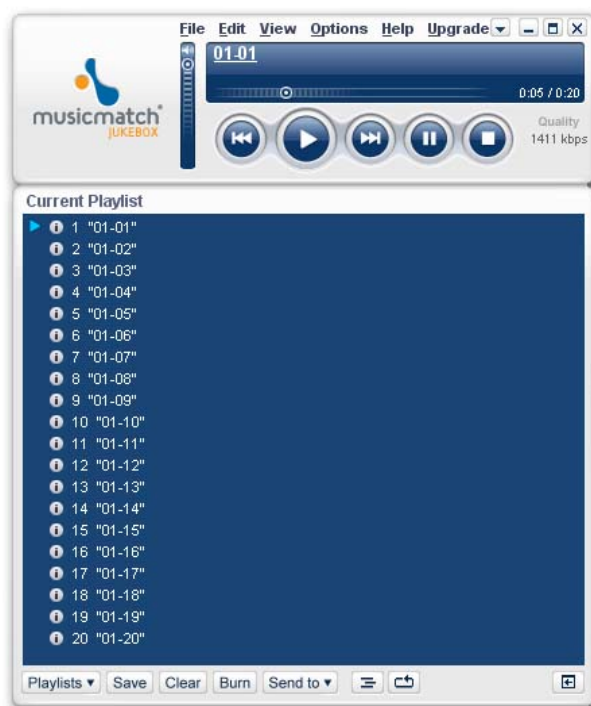 File Edit View Options Help Upgrade
01-01
0:05 / 0:20
musicmatch®
JUKEBOX
Quality
1411 kbps
Current Playlist
1 "01-01"
2 "01-02"
3 "01-03"
4 "01-04"
5 "01-05"
6 "01-06"
7 "01-07"
8 "01-08"
9 "01-09"
10 "01-10"
11 "01-11"
12 "01-12"
13 "01-13"
14 "01-14"
15 "01-15"
16 "01-16"
17 "01-17"
18 "01-18"
19 "01-19"
20 "01-20"
Playlists Save Clear Burn Send to